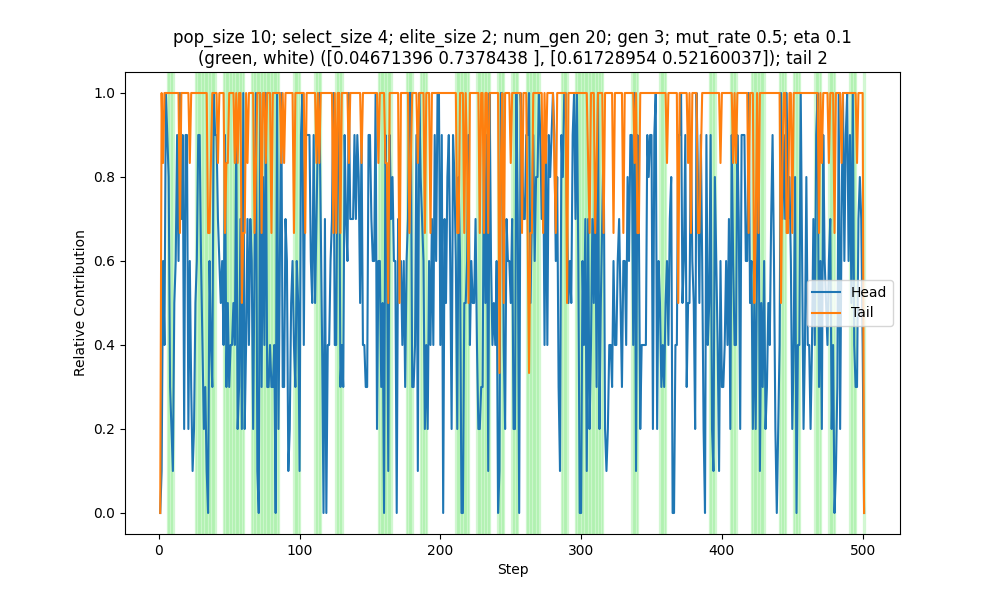 pop_size 10; select_size 4; elite_size 2; num_gen 20; gen 3; mut_rate 0.5; eta 0.1
(green, white) ([0.04671396 0.7378438 ], [0.61728954 0.52160037]); tail 2
1.0
0.8
0.6
0.4
0.2
0.0
Relative Contribution
Head
Tail
0 100 200 300 400 500
Step